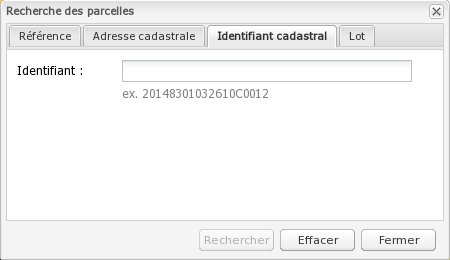 Recherche des parcelles
Référence Adresse cadastrale Identifiant cadastral Lot
Identifiant :
ex. 20148301032610C0012
Rechercher Effacer Fermer